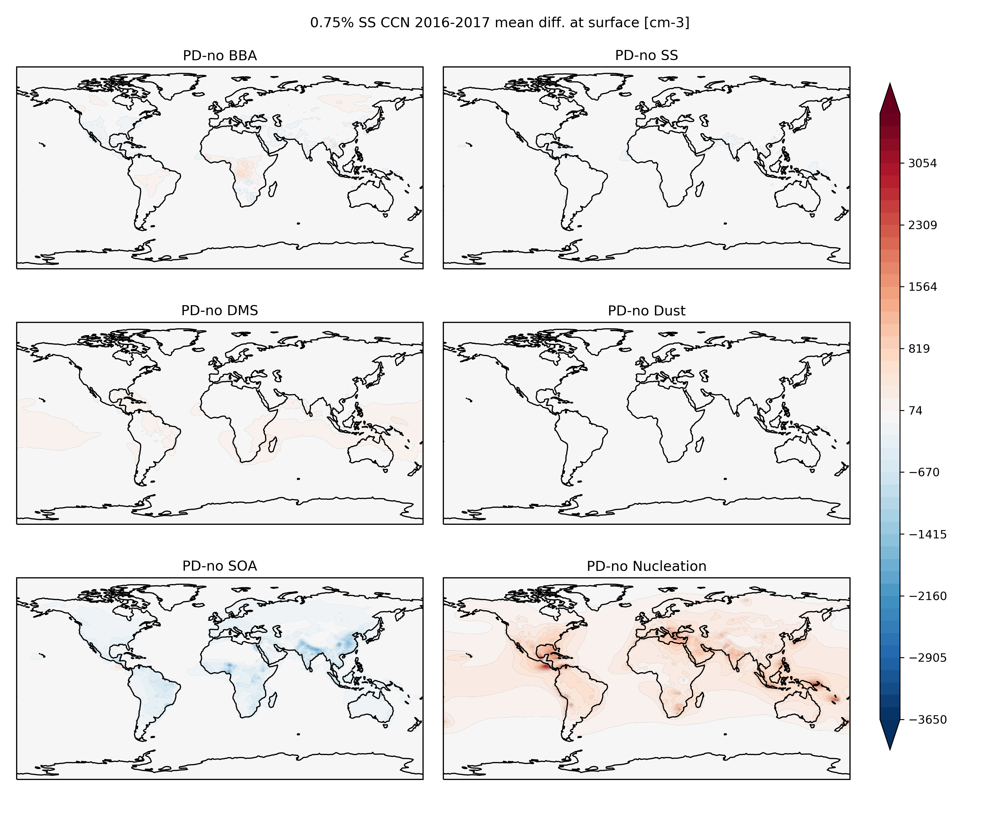 0.75% SS CCN 2016-2017 mean diff. at surface [cm-3]
PD-no BBA
PD-no SS
PD-no DMS
PD-no Dust
PD-no SOA
PD-no Nucleation
3054
2309
1564
819
74
−670
−1415
−2160
−2905
−3650